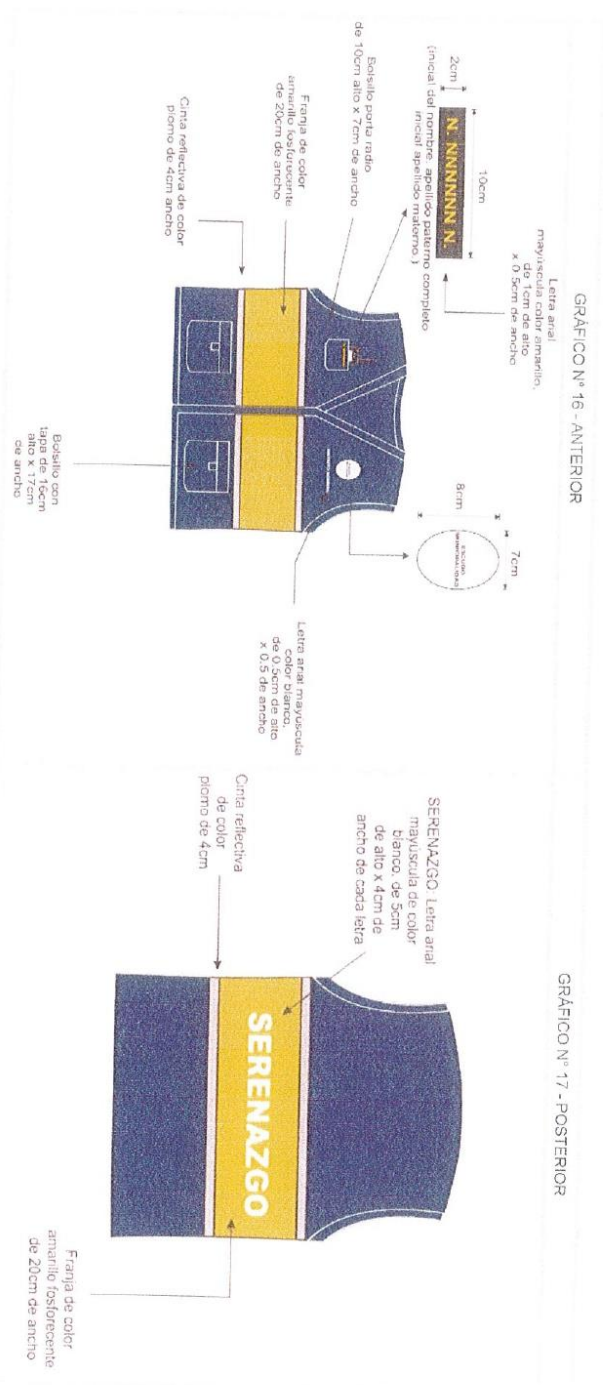 GRÁFICO N° 16 - ANTERIOR
Letra arial
mayúscula color amarillo,
de 1cm de alto
x 0.5cm de ancho
10cm
2cm
N. NNNNNN N.
(inicial del nombre, apellido paterno completo
inicial apellido materno.)
Bolsillo porta radio
de 10cm alto x 7cm de ancho
Franja de color
amarillo fosforucente
de 20cm de ancho
Cinta reflectiva de color
plomo de 4cm ancho
7cm
8cm
ESCUDO
MUNICIPALIDAD
Letra arial mayuscula
color blanco,
de 0.5cm de alto
x 0.5 de ancho
Bolsillo con
tapa de 16cm
alto x 17cm
de ancho
GRÁFICO N° 17 - POSTERIOR
SERENAZGO: Letra arial
mayúscula de color
blanco, de 5cm
de alto x 4cm de
ancho de cada letra
SERENAZGO
Cinta reflectiva
de color
plomo de 4cm
Franja de color
amarillo fosforecente
de 20cm de ancho